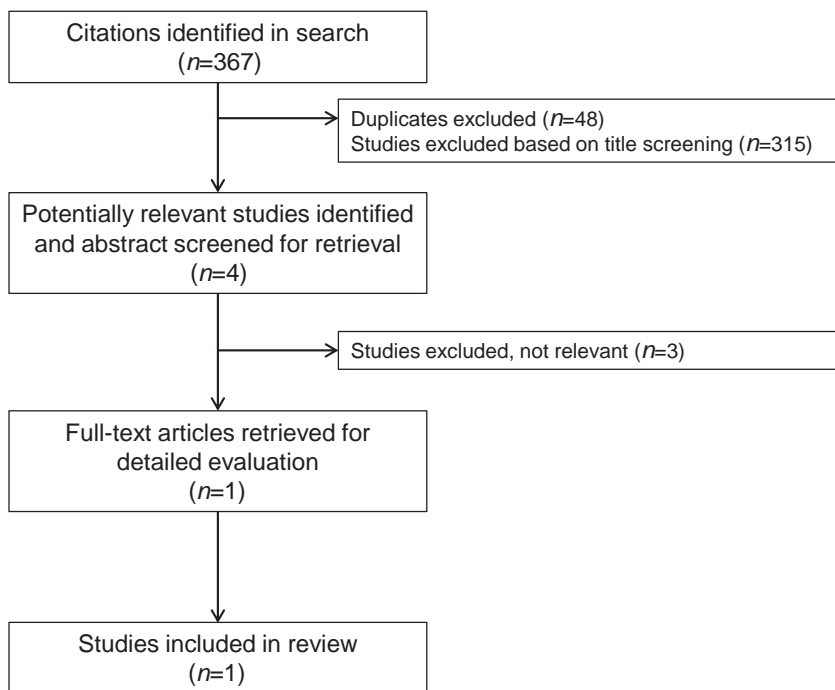 Citations identified in search
(n=367)
Duplicates excluded (n=48)
Studies excluded based on title screening (n=315)
Potentially relevant studies identified
and abstract screened for retrieval
(n=4)
Studies excluded, not relevant (n=3)
Full-text articles retrieved for
detailed evaluation
(n=1)
Studies included in review
(n=1)